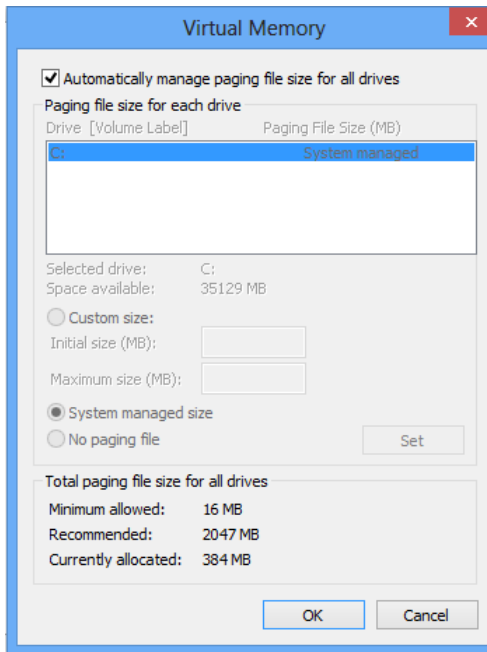 Virtual Memory
Automatically manage paging file size for all drives
Paging file size for each drive
Drive [Volume Label] Paging File Size (MB)
C: System managed
Selected drive: C:
Space available: 35129 MB
Custom size:
Initial size (MB):
Maximum size (MB):
System managed size
No paging file Set
Total paging file size for all drives
Minimum allowed: 16 MB
Recommended: 2047 MB
Currently allocated: 384 MB
OK Cancel